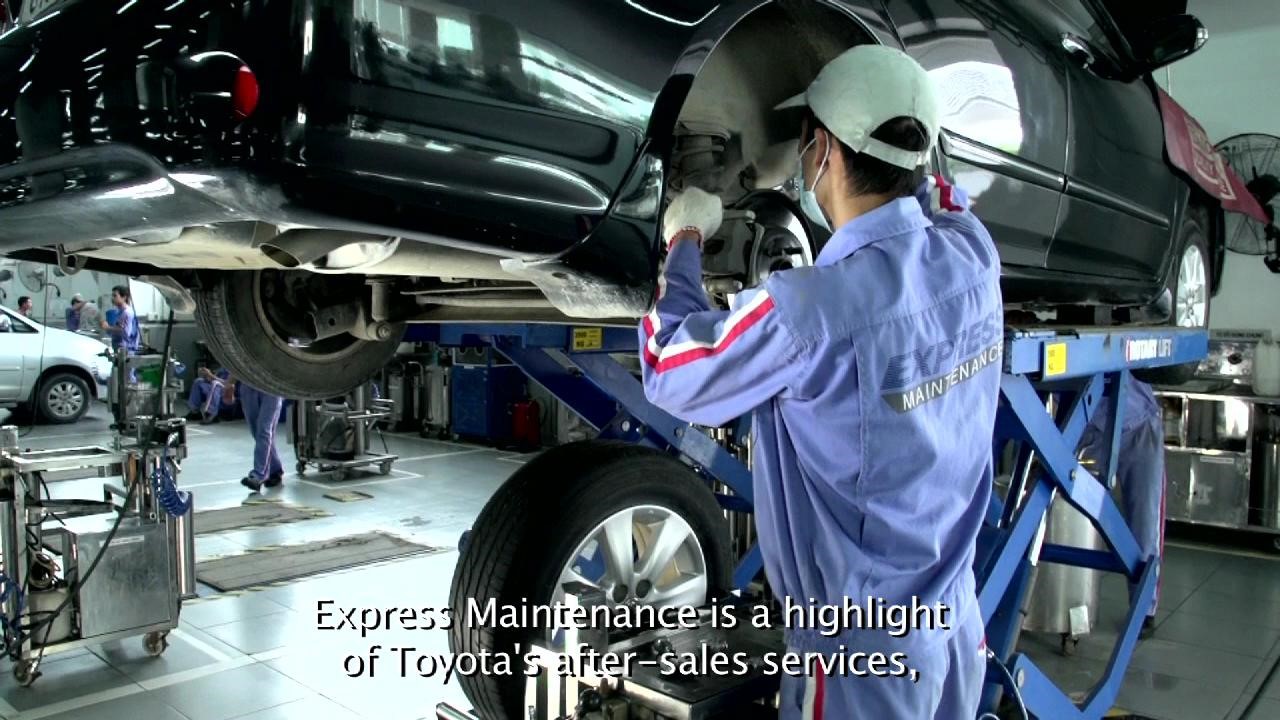 EXPRESS
MAINTENANCE
ROTARY LIFT
Express Maintenance is a highlight
of Toyota's after-sales services,